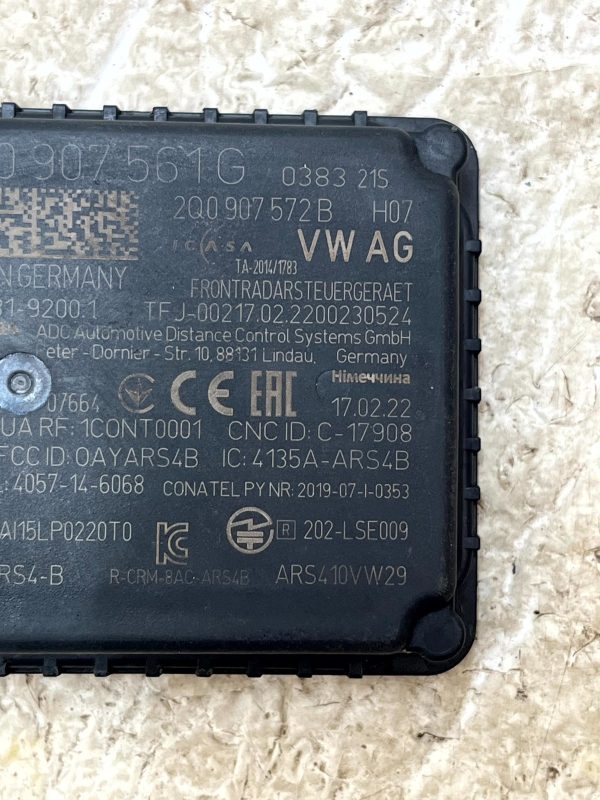 0 907 561 G 0383 21S
2Q0 907 572 B H07
ICASA VW AG
TA-2014/1783
N GERMANY FRONTRADARSTEUERGERAET
31-9200.1 TFJ-00217.02.2200230524
ADC Automotive Distance Control Systems GmbH
eter - Dornier - Str. 10, 88131 Lindau, Germany
CE EAC Німеччина
07664 17.02.22
UA RF: 1CONT0001 CNC ID: C-17908
FCC ID: OAYARS4B IC: 4135A-ARS4B
L: 4057-14-6068 CONATEL PY NR: 2019-07-I-0353
AI15LP0220T0 R 202-LSE009
RS4-B R-CRM-8AC-ARS4B ARS410VW29